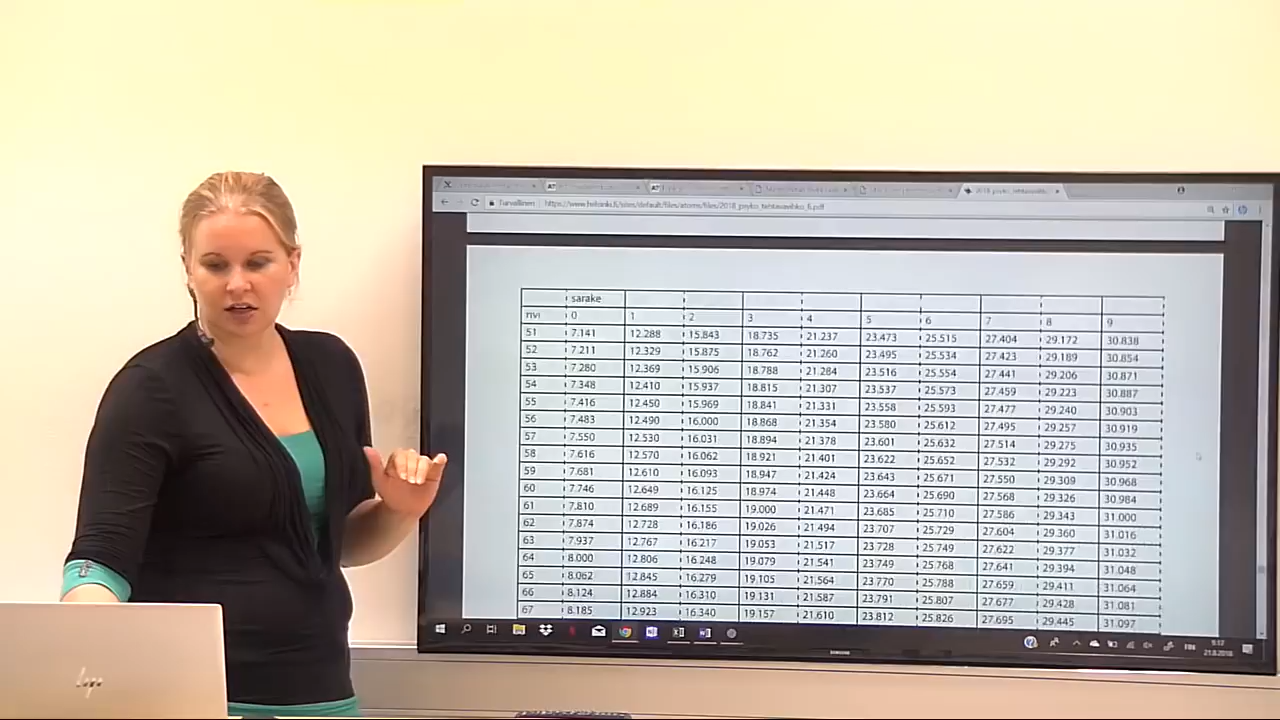 Turvallinen https://www.helsinki.fi/sites/default/files/atoms/files/2018_psyko_tehtavavihko_fi.pdf
sarake
rivi 0 1 2 3 4 5 6 7 8 9
51 7.141 12.288 15.843 18.735 21.237 23.473 25.515 27.404 29.172 30.838
52 7.211 12.329 15.875 18.762 21.260 23.495 25.534 27.423 29.189 30.854
53 7.280 12.369 15.906 18.788 21.284 23.516 25.554 27.441 29.206 30.871
54 7.348 12.410 15.937 18.815 21.307 23.537 25.573 27.459 29.223 30.887
55 7.416 12.450 15.969 18.841 21.331 23.558 25.593 27.477 29.240 30.903
56 7.483 12.490 16.000 18.868 21.354 23.580 25.612 27.495 29.257 30.919
57 7.550 12.530 16.031 18.894 21.378 23.601 25.632 27.514 29.275 30.935
58 7.616 12.570 16.062 18.921 21.401 23.622 25.652 27.532 29.292 30.952
59 7.681 12.610 16.093 18.947 21.424 23.643 25.671 27.550 29.309 30.968
60 7.746 12.649 16.125 18.974 21.448 23.664 25.690 27.568 29.326 30.984
61 7.810 12.689 16.155 19.000 21.471 23.685 25.710 27.586 29.343 31.000
62 7.874 12.728 16.186 19.026 21.494 23.707 25.729 27.604 29.360 31.016
63 7.937 12.767 16.217 19.053 21.517 23.728 25.749 27.622 29.377 31.032
64 8.000 12.806 16.248 19.079 21.541 23.749 25.768 27.641 29.394 31.048
65 8.062 12.845 16.279 19.105 21.564 23.770 25.788 27.659 29.411 31.064
66 8.124 12.884 16.310 19.131 21.587 23.791 25.807 27.677 29.428 31.081
67 8.185 12.923 16.340 19.157 21.610 23.812 25.826 27.695 29.445 31.097
9.17
21.8.2018
SAMSUNG